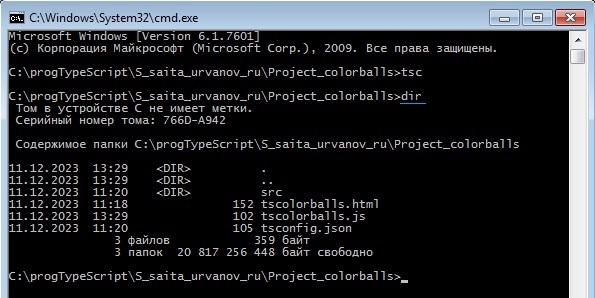 C:\Windows\System32\cmd.exe
Microsoft Windows [Version 6.1.7601]
(c) Корпорация Майкрософт (Microsoft Corp.), 2009. Все права защищены.
C:\progTypeScript\S_saita_urvanov_ru\Project_colorballs>tsc
C:\progTypeScript\S_saita_urvanov_ru\Project_colorballs>dir
Том в устройстве C не имеет метки.
Серийный номер тома: 766D-A942
Содержимое папки C:\progTypeScript\S_saita_urvanov_ru\Project_colorballs
11.12.2023 13:29 <DIR> .
11.12.2023 13:29 <DIR> ..
11.12.2023 11:20 <DIR> src
11.12.2023 11:18 152 tscolorballs.html
11.12.2023 13:29 102 tscolorballs.js
11.12.2023 11:20 105 tsconfig.json
3 файлов 359 байт
3 папок 20 817 256 448 байт свободно
C:\progTypeScript\S_saita_urvanov_ru\Project_colorballs>_